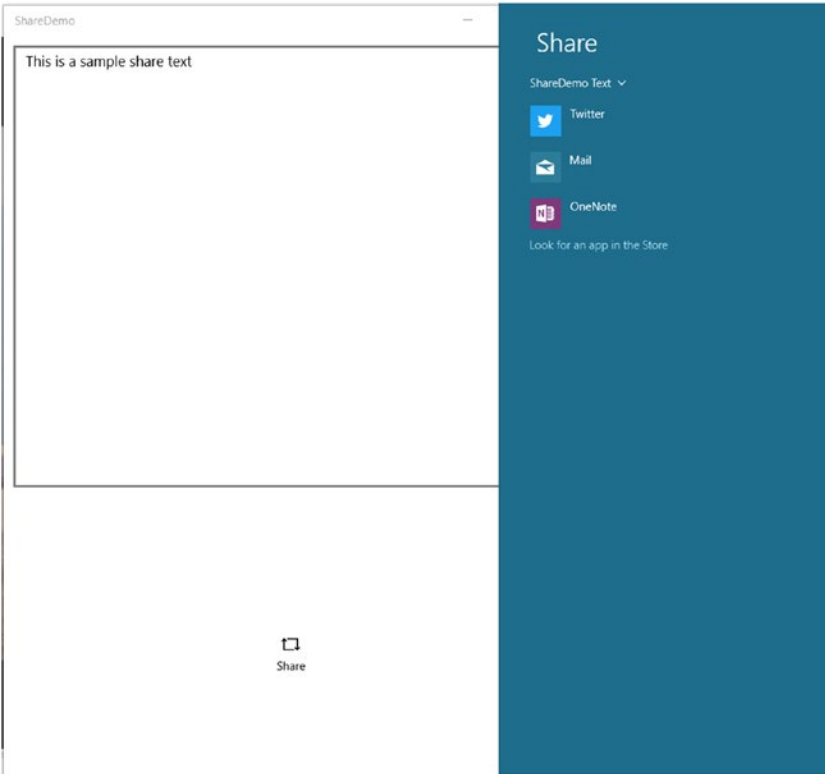 ShareDemo
This is a sample share text
Share
Share
ShareDemo Text
Twitter
Mail
OneNote
Look for an app in the Store